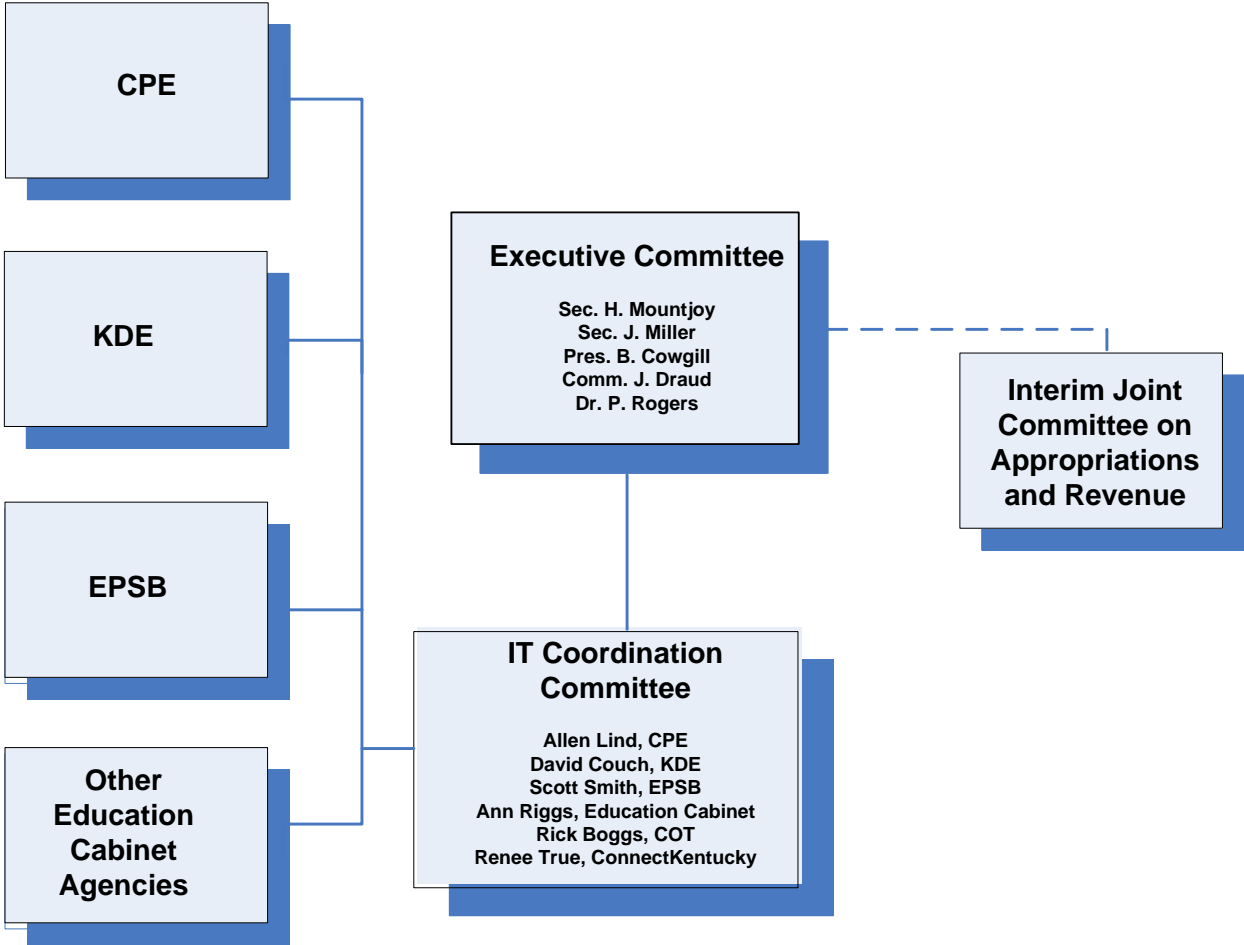 CPE
KDE
EPSB
Other
Education
Cabinet
Agencies
Executive Committee
Sec. H. Mountjoy
Sec. J. Miller
Pres. B. Cowgill
Comm. J. Draud
Dr. P. Rogers
IT Coordination
Committee
Allen Lind, CPE
David Couch, KDE
Scott Smith, EPSB
Ann Riggs, Education Cabinet
Rick Boggs, COT
Renee True, ConnectKentucky
Interim Joint
Committee on
Appropriations
and Revenue